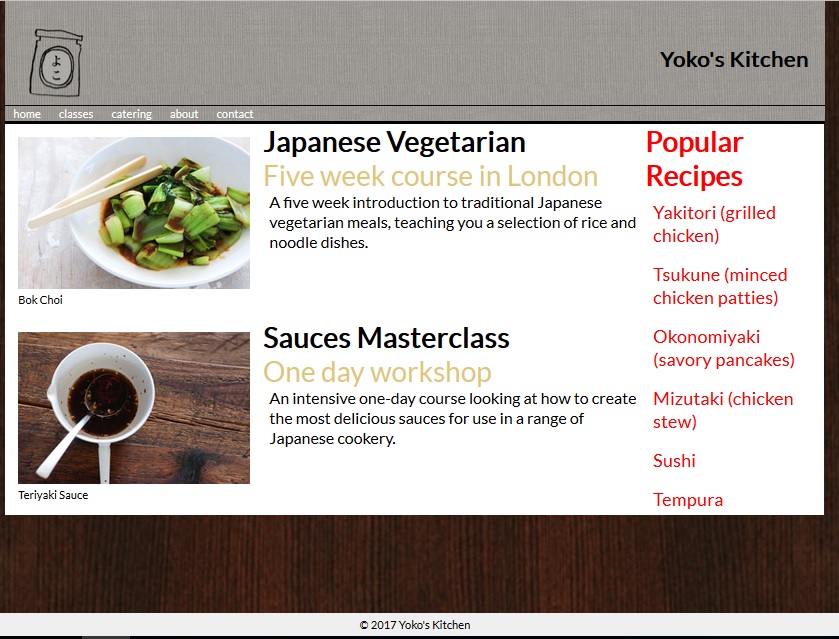 よこ
Yoko's Kitchen
home classes catering about contact
Bok Choi
Japanese Vegetarian
Five week course in London
A five week introduction to traditional Japanese
vegetarian meals, teaching you a selection of rice and
noodle dishes.
Teriyaki Sauce
Sauces Masterclass
One day workshop
An intensive one-day course looking at how to create
the most delicious sauces for use in a range of
Japanese cookery.
Popular
Recipes
Yakitori (grilled
chicken)
Tsukune (minced
chicken patties)
Okonomiyaki
(savory pancakes)
Mizutaki (chicken
stew)
Sushi
Tempura
© 2017 Yoko's Kitchen